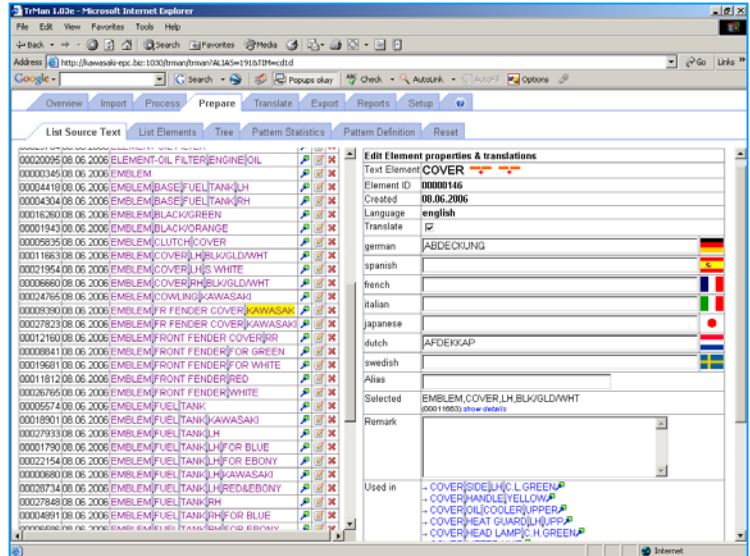 TrMan 1.03e - Microsoft Internet Explorer
File Edit View Favorites Tools Help
Back Search Favorites Media
Address http://kawasaki-epc.biz:1030/trman/trman?ALIAS=191&TIM=cd1d Go Links »
Google Search Popups okay Check AutoLink AutoFill Options
Overview Import Process Prepare Translate Export Reports Setup
List Source Text List Elements Tree Pattern Statistics Pattern Definition Reset
00020095 08.06.2006 ELEMENT-OIL FILTER ENGINE OIL
00000345 08.06.2006 EMBLEM
00004418 08.06.2006 EMBLEM BASE FUEL TANK LH
00004304 08.06.2006 EMBLEM BASE FUEL TANK RH
00016260 08.06.2006 EMBLEM BLACK/GREEN
00001943 08.06.2006 EMBLEM BLACK/ORANGE
00005835 08.06.2006 EMBLEM CLUTCH COVER
00011663 08.06.2006 EMBLEM COVER LH BLK/GLD/WHT
00021954 08.06.2006 EMBLEM COVER LH S.WHITE
00006660 08.06.2006 EMBLEM COVER RH BLK/GLD/WHT
00024765 08.06.2006 EMBLEM COWLING KAWASAKI
00009390 08.06.2006 EMBLEM FR FENDER COVER KAWASAK
00027823 08.06.2006 EMBLEM FR FENDER COVER KAWASAKI
00012160 08.06.2006 EMBLEM FRONT FENDER COVER RR
00008841 08.06.2006 EMBLEM FRONT FENDER FOR GREEN
00019681 08.06.2006 EMBLEM FRONT FENDER FOR WHITE
00011812 08.06.2006 EMBLEM FRONT FENDER RED
00026765 08.06.2006 EMBLEM FRONT FENDER WHITE
00005574 08.06.2006 EMBLEM FUEL TANK
00018901 08.06.2006 EMBLEM FUEL TANK KAWASAKI
00027933 08.06.2006 EMBLEM FUEL TANK LH
00001790 08.06.2006 EMBLEM FUEL TANK LH FOR BLUE
00022154 08.06.2006 EMBLEM FUEL TANK LH FOR EBONY
00000680 08.06.2006 EMBLEM FUEL TANK LH KAWASAKI
00028734 08.06.2006 EMBLEM FUEL TANK LH RED&EBONY
00027848 08.06.2006 EMBLEM FUEL TANK RH
00004891 08.06.2006 EMBLEM FUEL TANK RH FOR BLUE
Edit Element properties & translations
Text Element COVER
Element ID 00000146
Created 08.06.2006
Language english
Translate
german ABDECKUNG
spanish
french
italian
japanese
dutch AFDEKKAP
swedish
Alias
Selected EMBLEM,COVER,LH,BLK/GLD/WHT
(00011663) show details
Remark
Used in → COVER SIDE LH C.L.GREEN
→ COVER HANDLE YELLOW
→ COVER OIL COOLER UPPER
→ COVER HEAT GUARD LH UPP
→ COVER HEAD LAMP C.H.GREEN
Internet